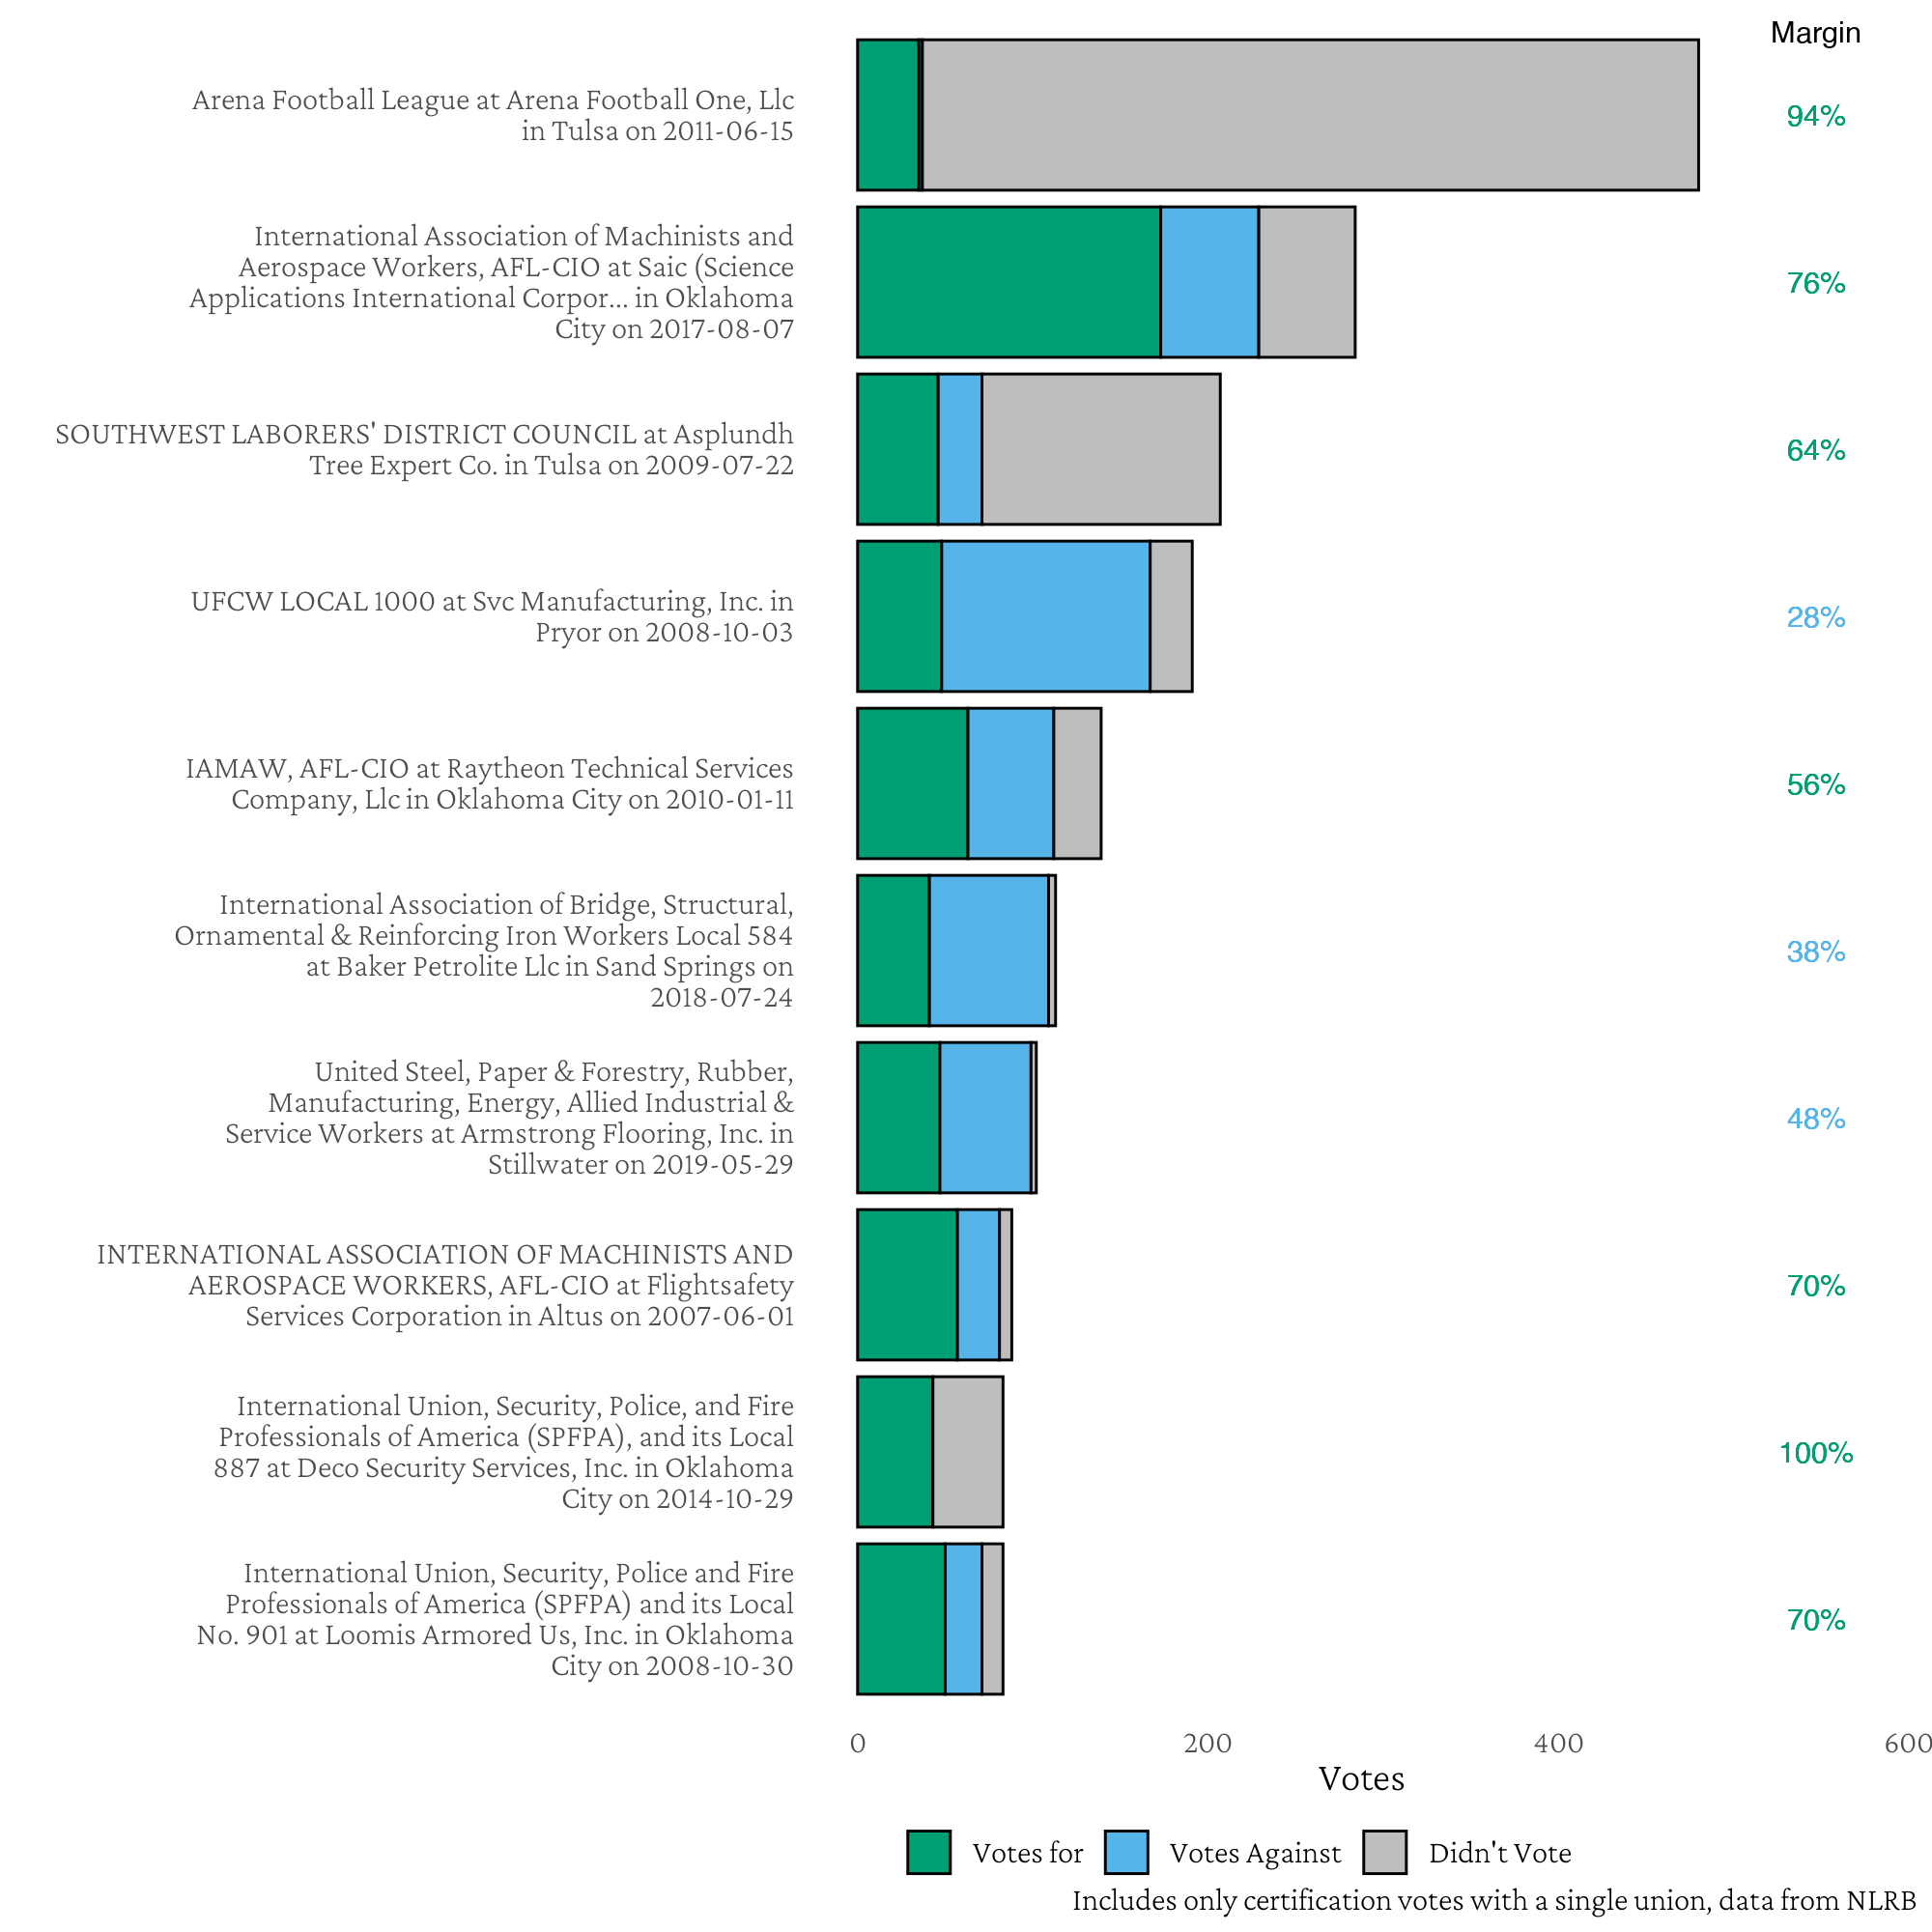 Margin
Arena Football League at Arena Football One, Llc
in Tulsa on 2011-06-15
94%
International Association of Machinists and
Aerospace Workers, AFL-CIO at Saic (Science
Applications International Corpor... in Oklahoma
City on 2017-08-07
76%
SOUTHWEST LABORERS' DISTRICT COUNCIL at Asplundh
Tree Expert Co. in Tulsa on 2009-07-22
64%
UFCW LOCAL 1000 at Svc Manufacturing, Inc. in
Pryor on 2008-10-03
28%
IAMAW, AFL-CIO at Raytheon Technical Services
Company, Llc in Oklahoma City on 2010-01-11
56%
International Association of Bridge, Structural,
Ornamental & Reinforcing Iron Workers Local 584
at Baker Petrolite Llc in Sand Springs on
2018-07-24
38%
United Steel, Paper & Forestry, Rubber,
Manufacturing, Energy, Allied Industrial &
Service Workers at Armstrong Flooring, Inc. in
Stillwater on 2019-05-29
48%
INTERNATIONAL ASSOCIATION OF MACHINISTS AND
AEROSPACE WORKERS, AFL-CIO at Flightsafety
Services Corporation in Altus on 2007-06-01
70%
International Union, Security, Police, and Fire
Professionals of America (SPFPA), and its Local
887 at Deco Security Services, Inc. in Oklahoma
City on 2014-10-29
100%
International Union, Security, Police and Fire
Professionals of America (SPFPA) and its Local
No. 901 at Loomis Armored Us, Inc. in Oklahoma
City on 2008-10-30
70%
0 200 400 600
Votes
Votes for Votes Against Didn't Vote
Includes only certification votes with a single union, data from NLRB